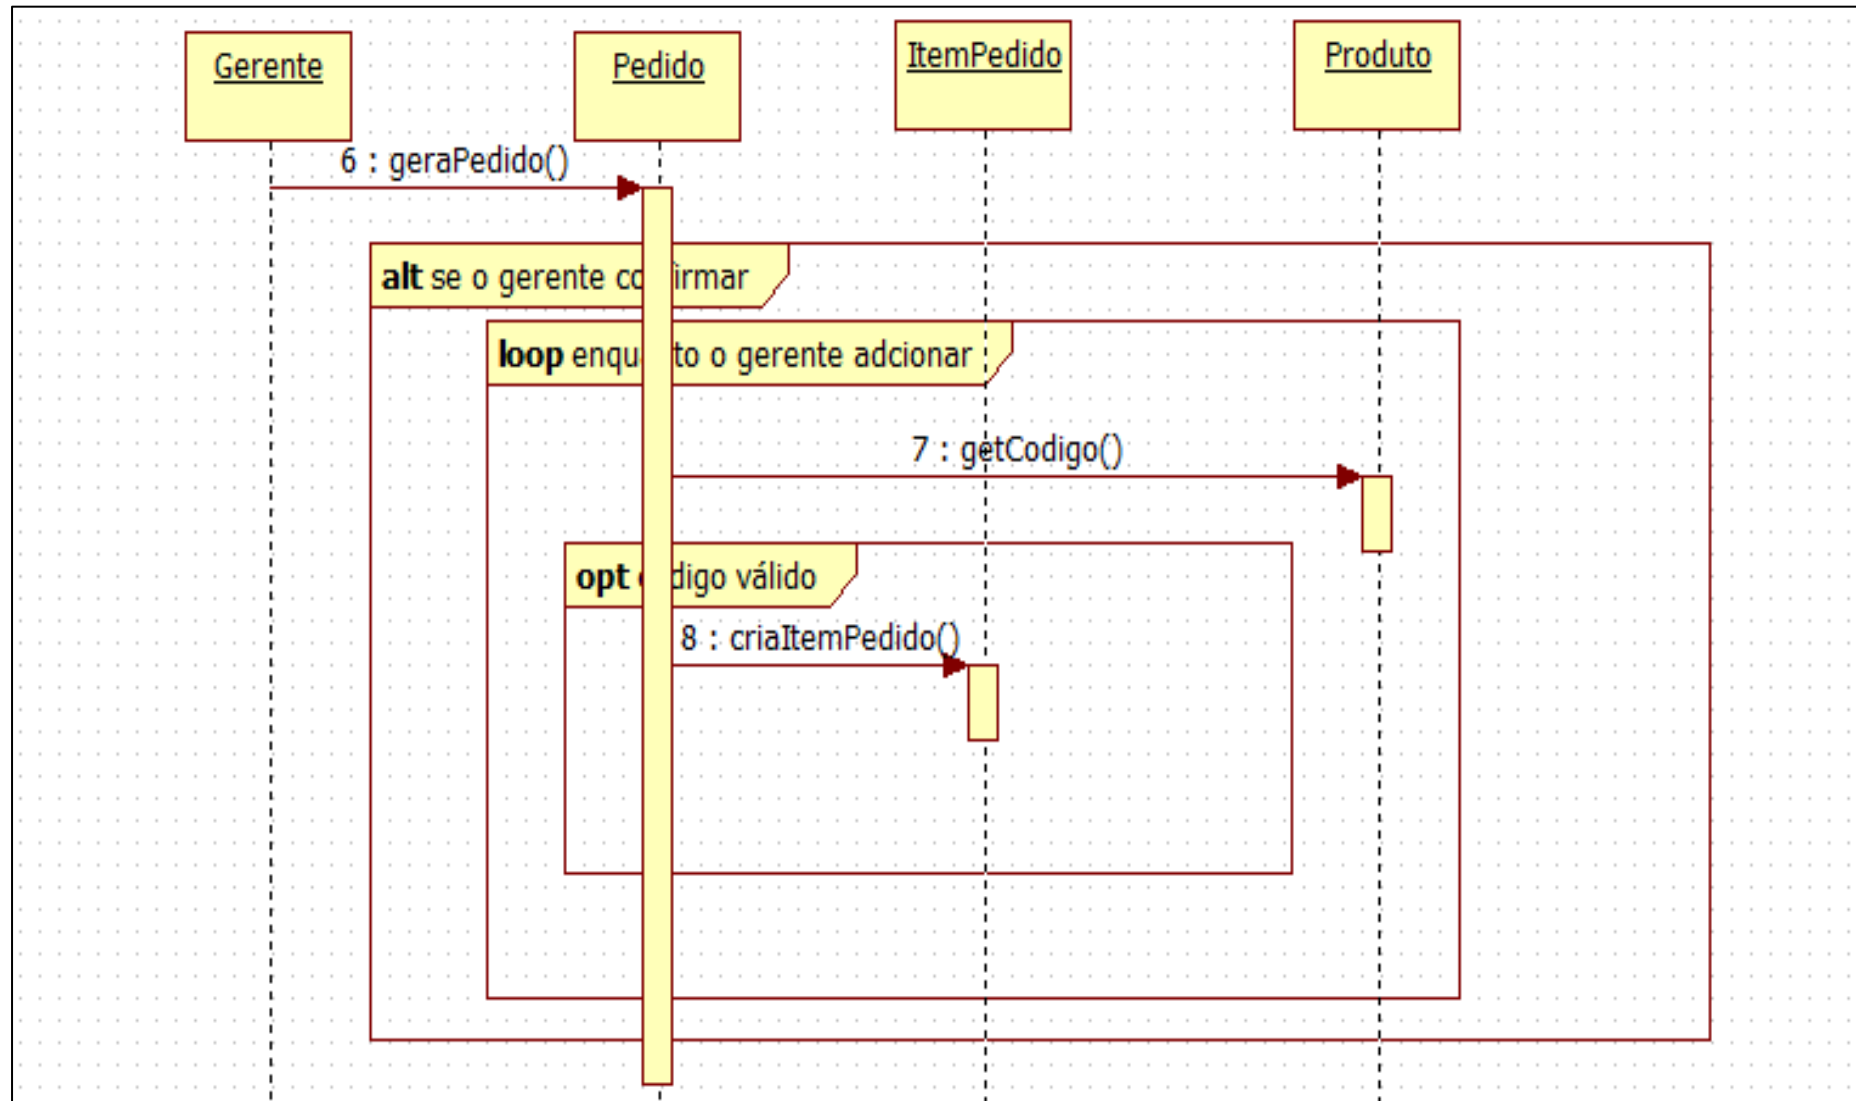 Gerente
Pedido
ItemPedido
Produto
6 : geraPedido()
alt se o gerente co irmar
loop enqua to o gerente adcionar
7 : getCodigo()
opt digo válido
8 : criaItemPedido()